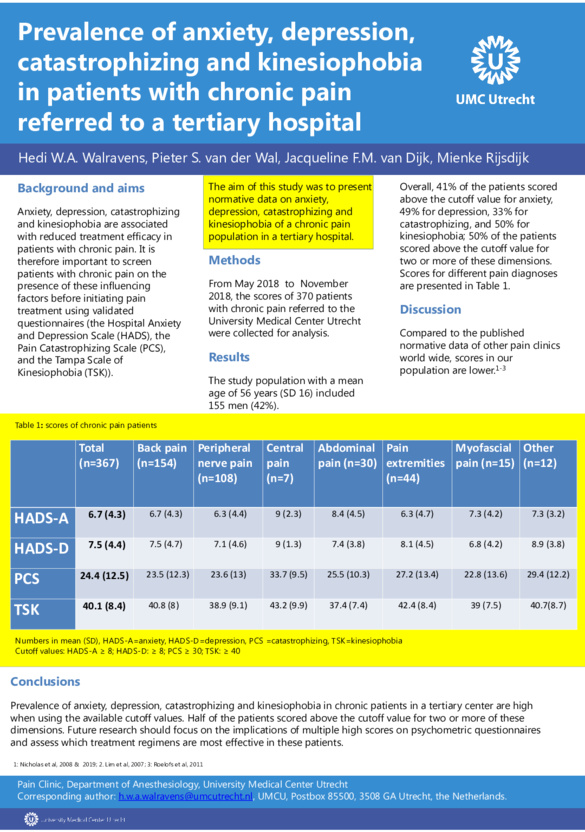 Prevalence of anxiety, depression,
catastrophizing and kinesiophobia
in patients with chronic pain
referred to a tertiary hospital
UMC Utrecht
Hedi W.A. Walravens, Pieter S. van der Wal, Jacqueline F.M. van Dijk, Mienke Rijsdijk
Background and aims
Anxiety, depression, catastrophizing
and kinesiophobia are associated
with reduced treatment efficacy in
patients with chronic pain. It is
therefore important to screen
patients with chronic pain on the
presence of these influencing
factors before initiating pain
treatment using validated
questionnaires (the Hospital Anxiety
and Depression Scale (HADS), the
Pain Catastrophizing Scale (PCS),
and the Tampa Scale of
Kinesiophobia (TSK)).
The aim of this study was to present
normative data on anxiety,
depression, catastrophizing and
kinesiophobia of a chronic pain
population in a tertiary hospital.
Methods
From May 2018 to November
2018, the scores of 370 patients
with chronic pain referred to the
University Medical Center Utrecht
were collected for analysis.
Results
The study population with a mean
age of 56 years (SD 16) included
155 men (42%).
Overall, 41% of the patients scored
above the cutoff value for anxiety,
49% for depression, 33% for
catastrophizing, and 50% for
kinesiophobia; 50% of the patients
scored above the cutoff value for
two or more of these dimensions.
Scores for different pain diagnoses
are presented in Table 1.
Discussion
Compared to the published
normative data of other pain clinics
world wide, scores in our
population are lower.1-3
Table 1: scores of chronic pain patients
Total (n=367) Back pain (n=154) Peripheral nerve pain (n=108) Central pain (n=7) Abdominal pain (n=30) Pain extremities (n=44) Myofascial pain (n=15) Other (n=12)
HADS-A 6.7 (4.3) 6.7 (4.3) 6.3 (4.4) 9 (2.3) 8.4 (4.5) 6.3 (4.7) 7.3 (4.2) 7.3 (3.2)
HADS-D 7.5 (4.4) 7.5 (4.7) 7.1 (4.6) 9 (1.3) 7.4 (3.8) 8.1 (4.5) 6.8 (4.2) 8.9 (3.8)
PCS 24.4 (12.5) 23.5 (12.3) 23.6 (13) 33.7 (9.5) 25.5 (10.3) 27.2 (13.4) 22.8 (13.6) 29.4 (12.2)
TSK 40.1 (8.4) 40.8 (8) 38.9 (9.1) 43.2 (9.9) 37.4 (7.4) 42.4 (8.4) 39 (7.5) 40.7(8.7)
Numbers in mean (SD), HADS-A=anxiety, HADS-D=depression, PCS =catastrophizing, TSK=kinesiophobia
Cutoff values: HADS-A ≥ 8; HADS-D: ≥ 8; PCS ≥ 30; TSK: ≥ 40
Conclusions
Prevalence of anxiety, depression, catastrophizing and kinesiophobia in chronic patients in a tertiary center are high
when using the available cutoff values. Half of the patients scored above the cutoff value for two or more of these
dimensions. Future research should focus on the implications of multiple high scores on psychometric questionnaires
and assess which treatment regimens are most effective in these patients.
1: Nicholas et al, 2008 & 2019; 2. Lim et al, 2007; 3: Roelofs et al, 2011
Pain Clinic, Department of Anesthesiology, University Medical Center Utrecht
Corresponding author: h.w.a.walravens@umcutrecht.nl, UMCU, Postbox 85500, 3508 GA Utrecht, the Netherlands.
University Medical Center Utrecht